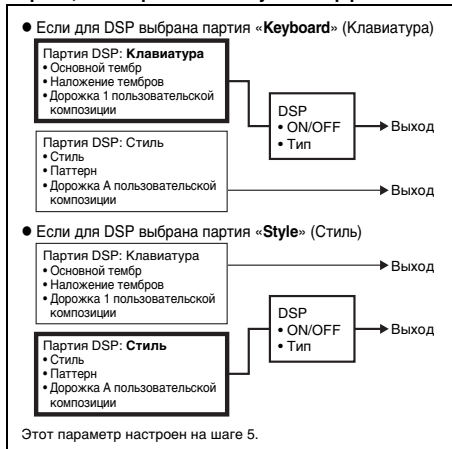 ● Если для DSP выбрана партия «Keyboard» (Клавиатура)
Партия DSP: Клавиатура
• Основной тембр
• Наложение тембров
• Дорожка 1 пользовательской
композиции
DSP
• ON/OFF
• Тип
Выход
Партия DSP: Стиль
• Стиль
• Паттерн
• Дорожка А пользовательской
композиции
Выход
● Если для DSP выбрана партия «Style» (Стиль)
Партия DSP: Клавиатура
• Основной тембр
• Наложение тембров
• Дорожка 1 пользовательской
композиции
Выход
DSP
• ON/OFF
• Тип
Выход
Партия DSP: Стиль
• Стиль
• Паттерн
• Дорожка А пользовательской
композиции
Этот параметр настроен на шаге 5.